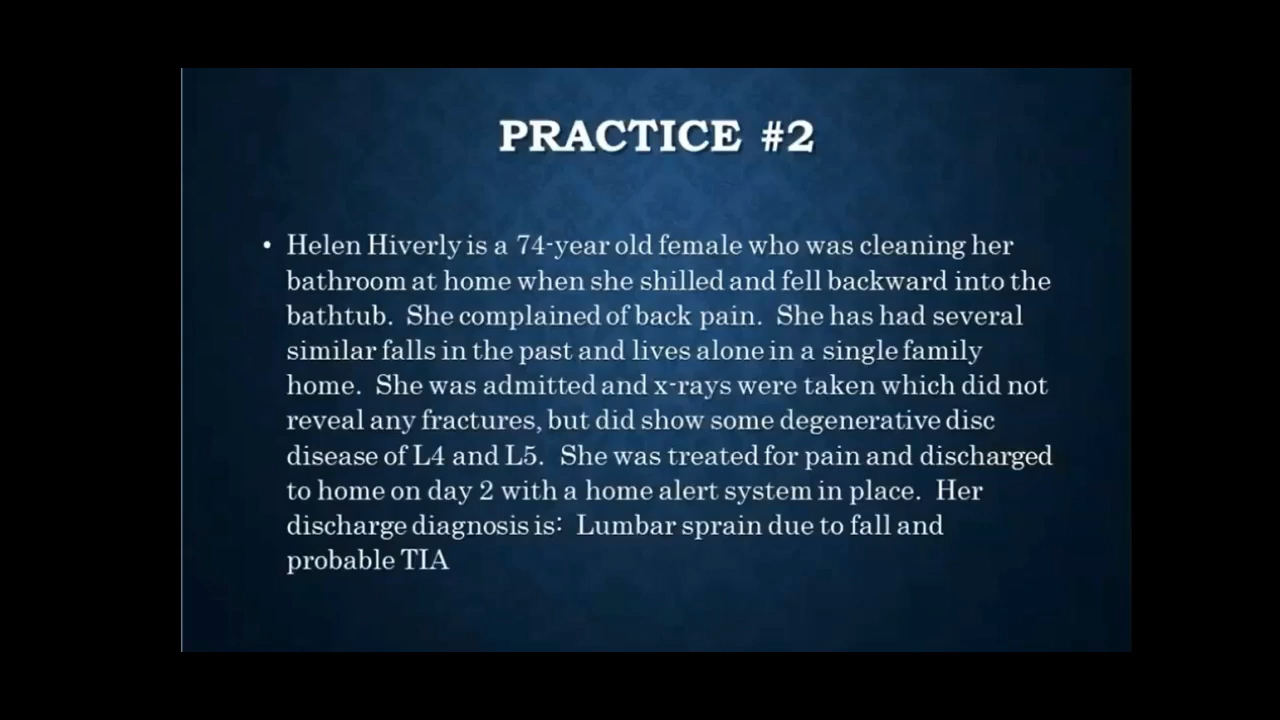 PRACTICE #2
• Helen Hiverly is a 74-year old female who was cleaning her
bathroom at home when she shilled and fell backward into the
bathtub.  She complained of back pain.  She has had several
similar falls in the past and lives alone in a single family
home.  She was admitted and x-rays were taken which did not
reveal any fractures, but did show some degenerative disc
disease of L4 and L5.  She was treated for pain and discharged
to home on day 2 with a home alert system in place.  Her
discharge diagnosis is:  Lumbar sprain due to fall and
probable TIA